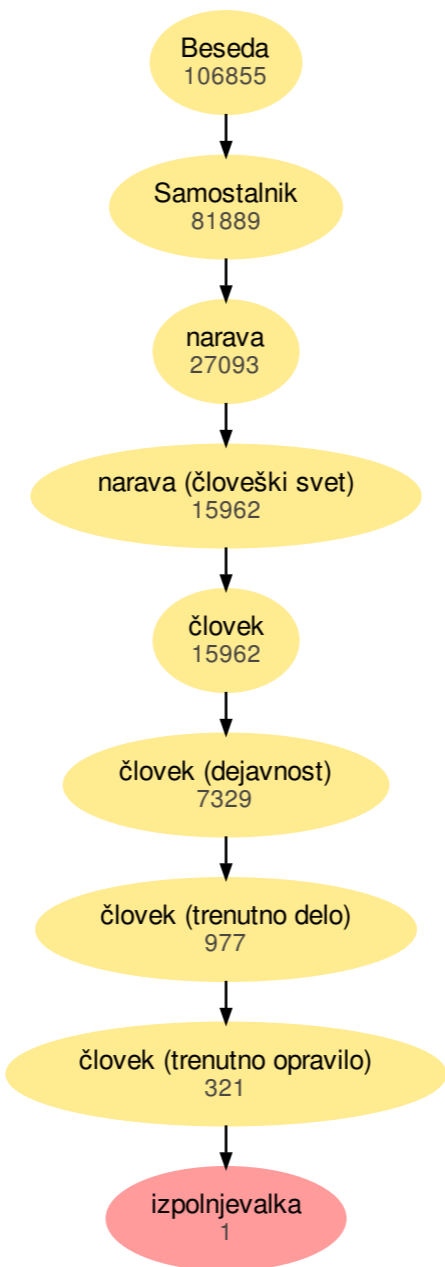 Beseda
106855
Samostalnik
81889
narava
27093
narava (človeški svet)
15962
človek
15962
človek (dejavnost)
7329
človek (trenutno delo)
977
človek (trenutno opravilo)
321
izpolnjevalka
1